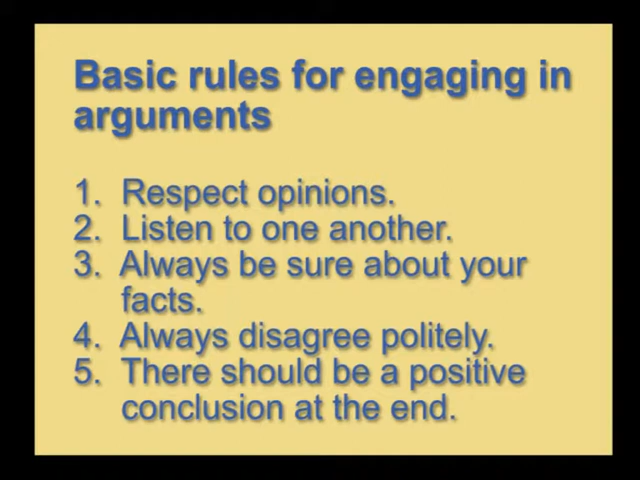 Basic rules for engaging in
arguments
1. Respect opinions.
2. Listen to one another.
3. Always be sure about your
facts.
4. Always disagree politely.
5. There should be a positive
conclusion at the end.